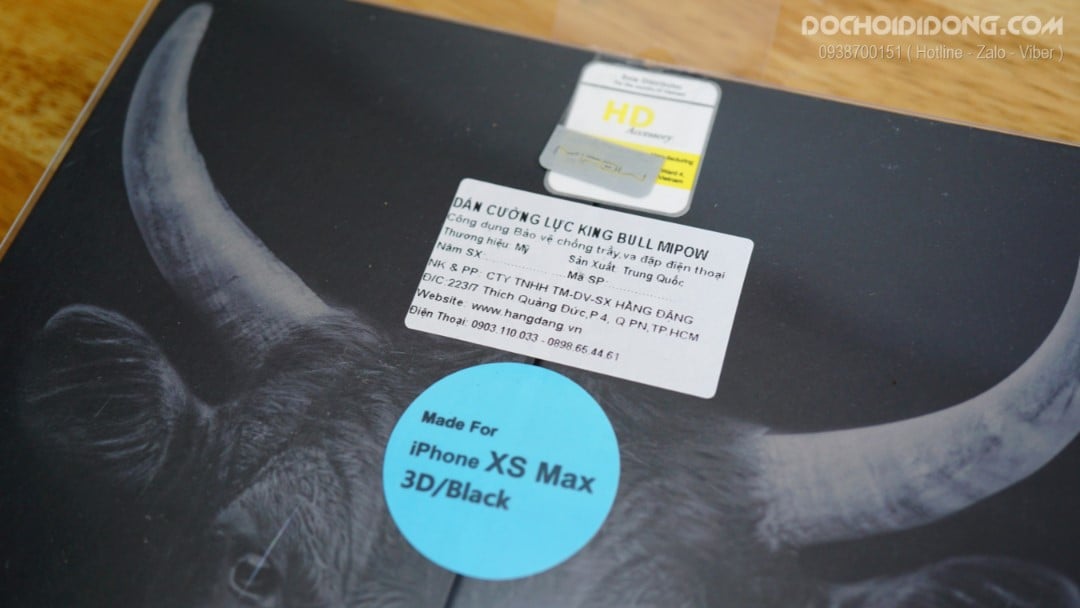 DOCHOIDIDONG.COM
0938700151 ( Hotline - Zalo - Viber )
HD
Accessory
DÁN CƯỜNG LỰC KING BULL MIPOW
Công dụng Bảo vệ chống trầy,va đập điện thoại
Thương hiệu: Mỹ Sản Xuất: Trung Quốc
Năm SX: Mã SP:
NK & PP: CTY TNHH TM-DV-SX HẰNG ĐĂNG
Đ/C:223/7 Thích Quảng Đức,P.4, Q PN,TP.HCM
Website: www.hangdang.vn
Điện Thoại: 0903.110.033 - 0898.65.44.61
Made For
iPhone XS Max
3D/Black